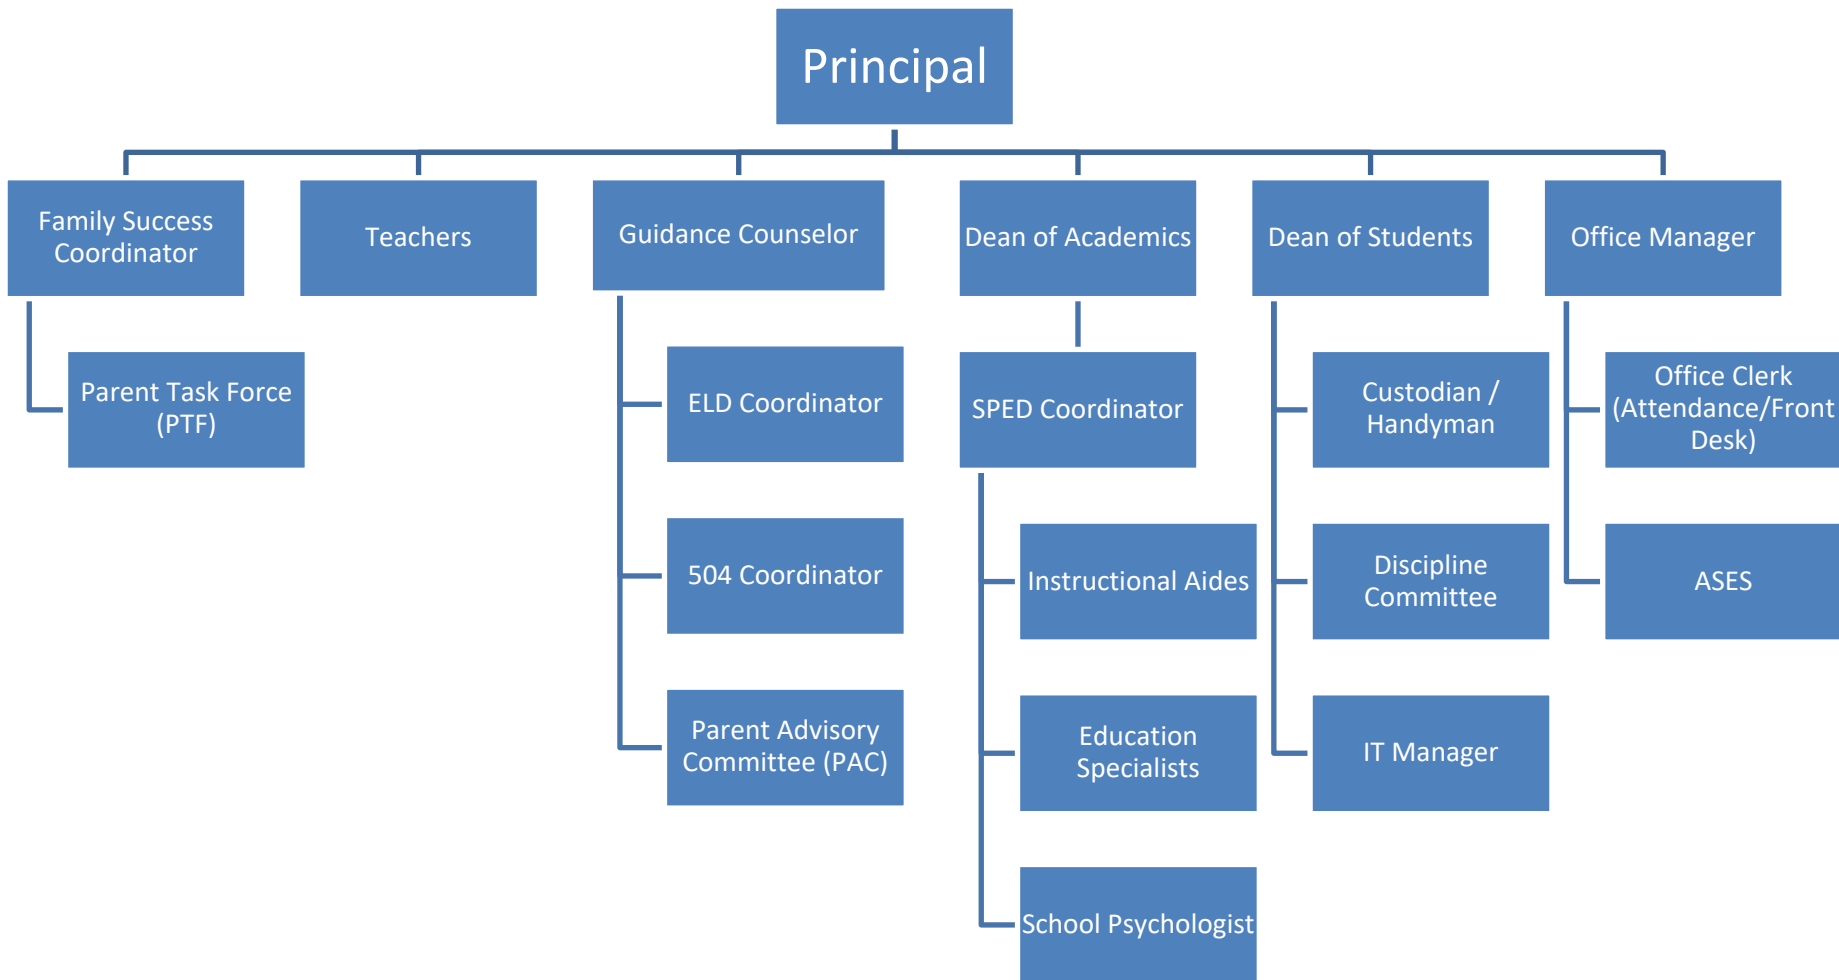 Principal
Family Success
Coordinator
Teachers
Guidance Counselor
Dean of Academics
Dean of Students
Office Manager
Parent Task Force
(PTF)
ELD Coordinator
SPED Coordinator
Custodian /
Handyman
Office Clerk
(Attendance/Front
Desk)
504 Coordinator
Instructional Aides
Discipline
Committee
ASES
Parent Advisory
Committee (PAC)
Education
Specialists
IT Manager
School Psychologist